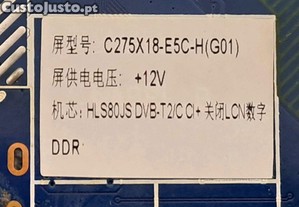 CustoJusto.pt
屏型号: C275X18-E5C-H(G01)
屏供电电压: +12V
机芯: HLS80JS DVB-T2/C CI+ 关闭LCN数字
DDR